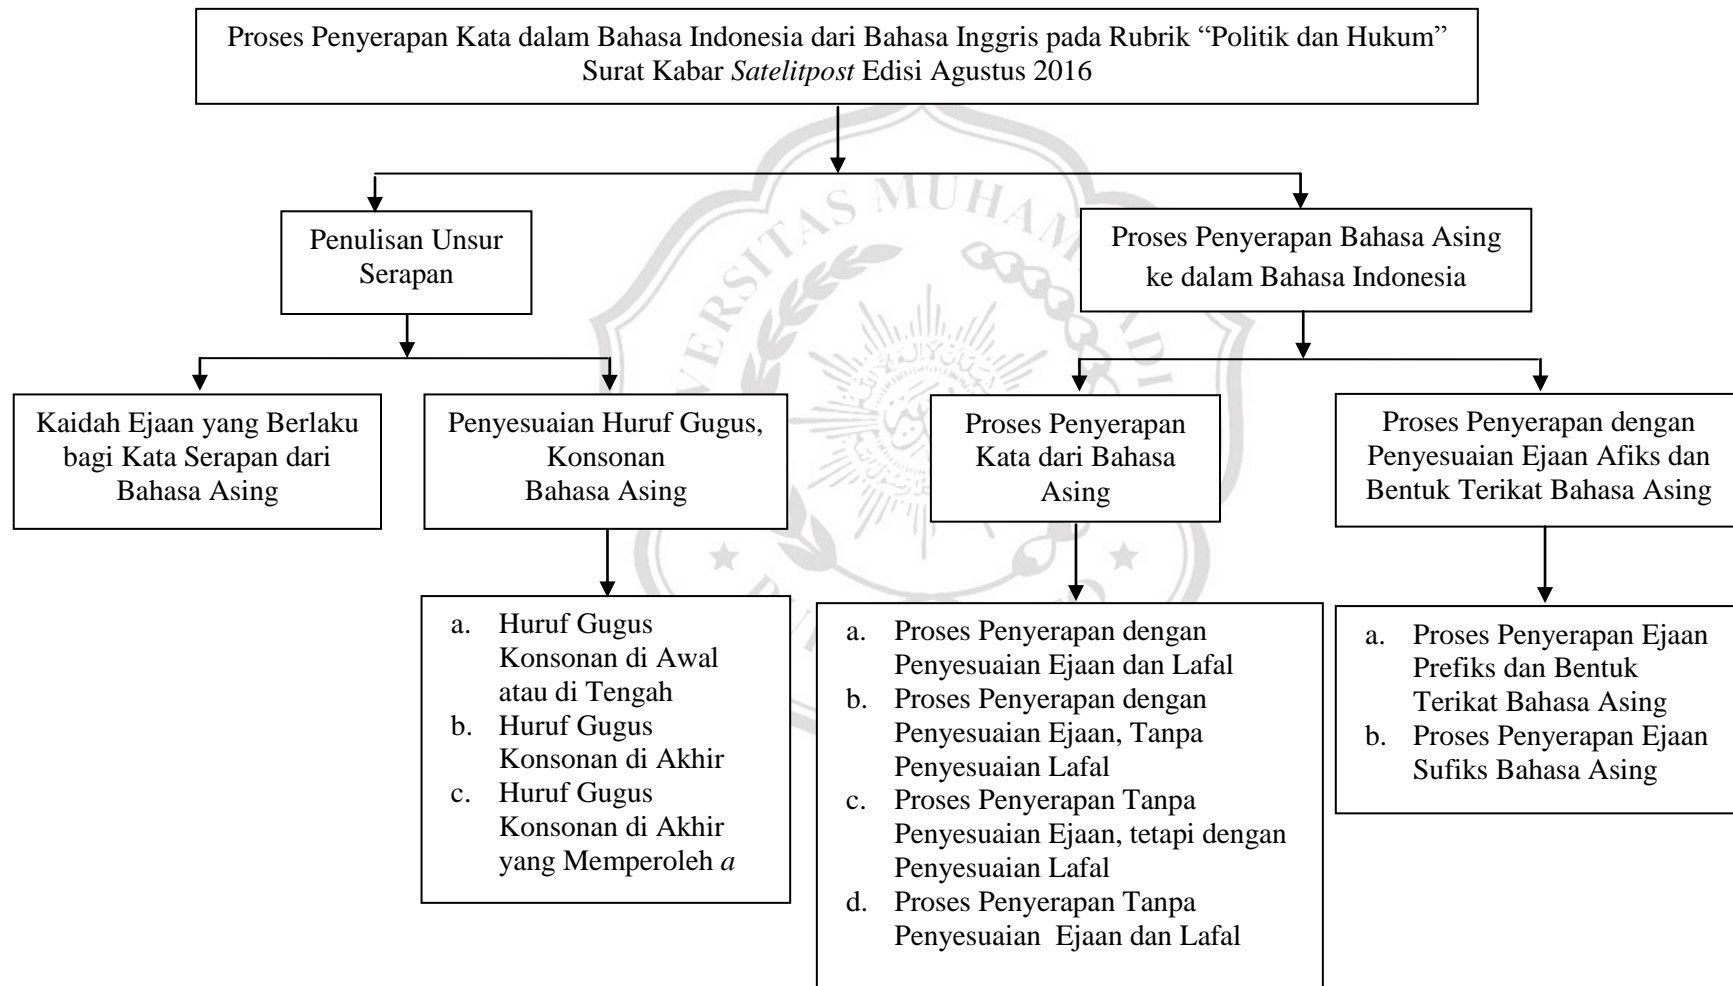 Proses Penyerapan Kata dalam Bahasa Indonesia dari Bahasa Inggris pada Rubrik “Politik dan Hukum”
Surat Kabar Satelitpost Edisi Agustus 2016
Penulisan Unsur
Serapan
Proses Penyerapan Bahasa Asing
ke dalam Bahasa Indonesia
Kaidah Ejaan yang Berlaku
bagi Kata Serapan dari
Bahasa Asing
Penyesuaian Huruf Gugus,
Konsonan
Bahasa Asing
Proses Penyerapan
Kata dari Bahasa
Asing
Proses Penyerapan dengan
Penyesuaian Ejaan Afiks dan
Bentuk Terikat Bahasa Asing
a. Huruf Gugus
Konsonan di Awal
atau di Tengah
b. Huruf Gugus
Konsonan di Akhir
c. Huruf Gugus
Konsonan di Akhir
yang Memperoleh a
a. Proses Penyerapan dengan
Penyesuaian Ejaan dan Lafal
b. Proses Penyerapan dengan
Penyesuaian Ejaan, Tanpa
Penyesuaian Lafal
c. Proses Penyerapan Tanpa
Penyesuaian Ejaan, tetapi dengan
Penyesuaian Lafal
d. Proses Penyerapan Tanpa
Penyesuaian Ejaan dan Lafal
a. Proses Penyerapan Ejaan
Prefiks dan Bentuk
Terikat Bahasa Asing
b. Proses Penyerapan Ejaan
Sufiks Bahasa Asing